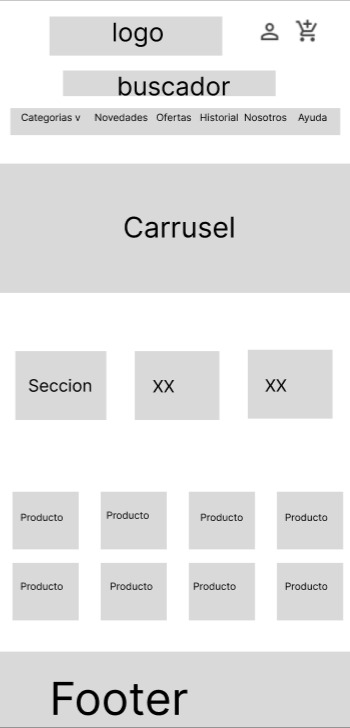 logo
buscador
Categorias v Novedades Ofertas Historial Nosotros Ayuda
Carrusel
Seccion XX XX
Producto Producto Producto Producto
Producto Producto Producto Producto
Footer